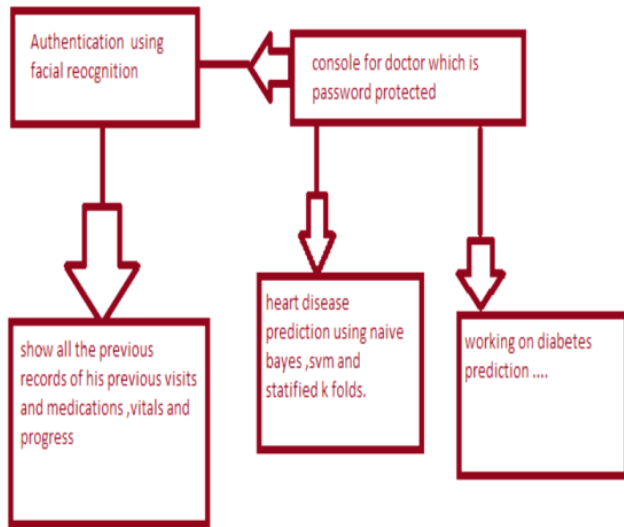 Authentication using
facial reocgnition
console for doctor which is
password protected
heart disease
prediction using naive
bayes ,svm and
statified k folds.
show all the previous
records of his previous visits
and medications ,vitals and
progress
working on diabetes
prediction ....